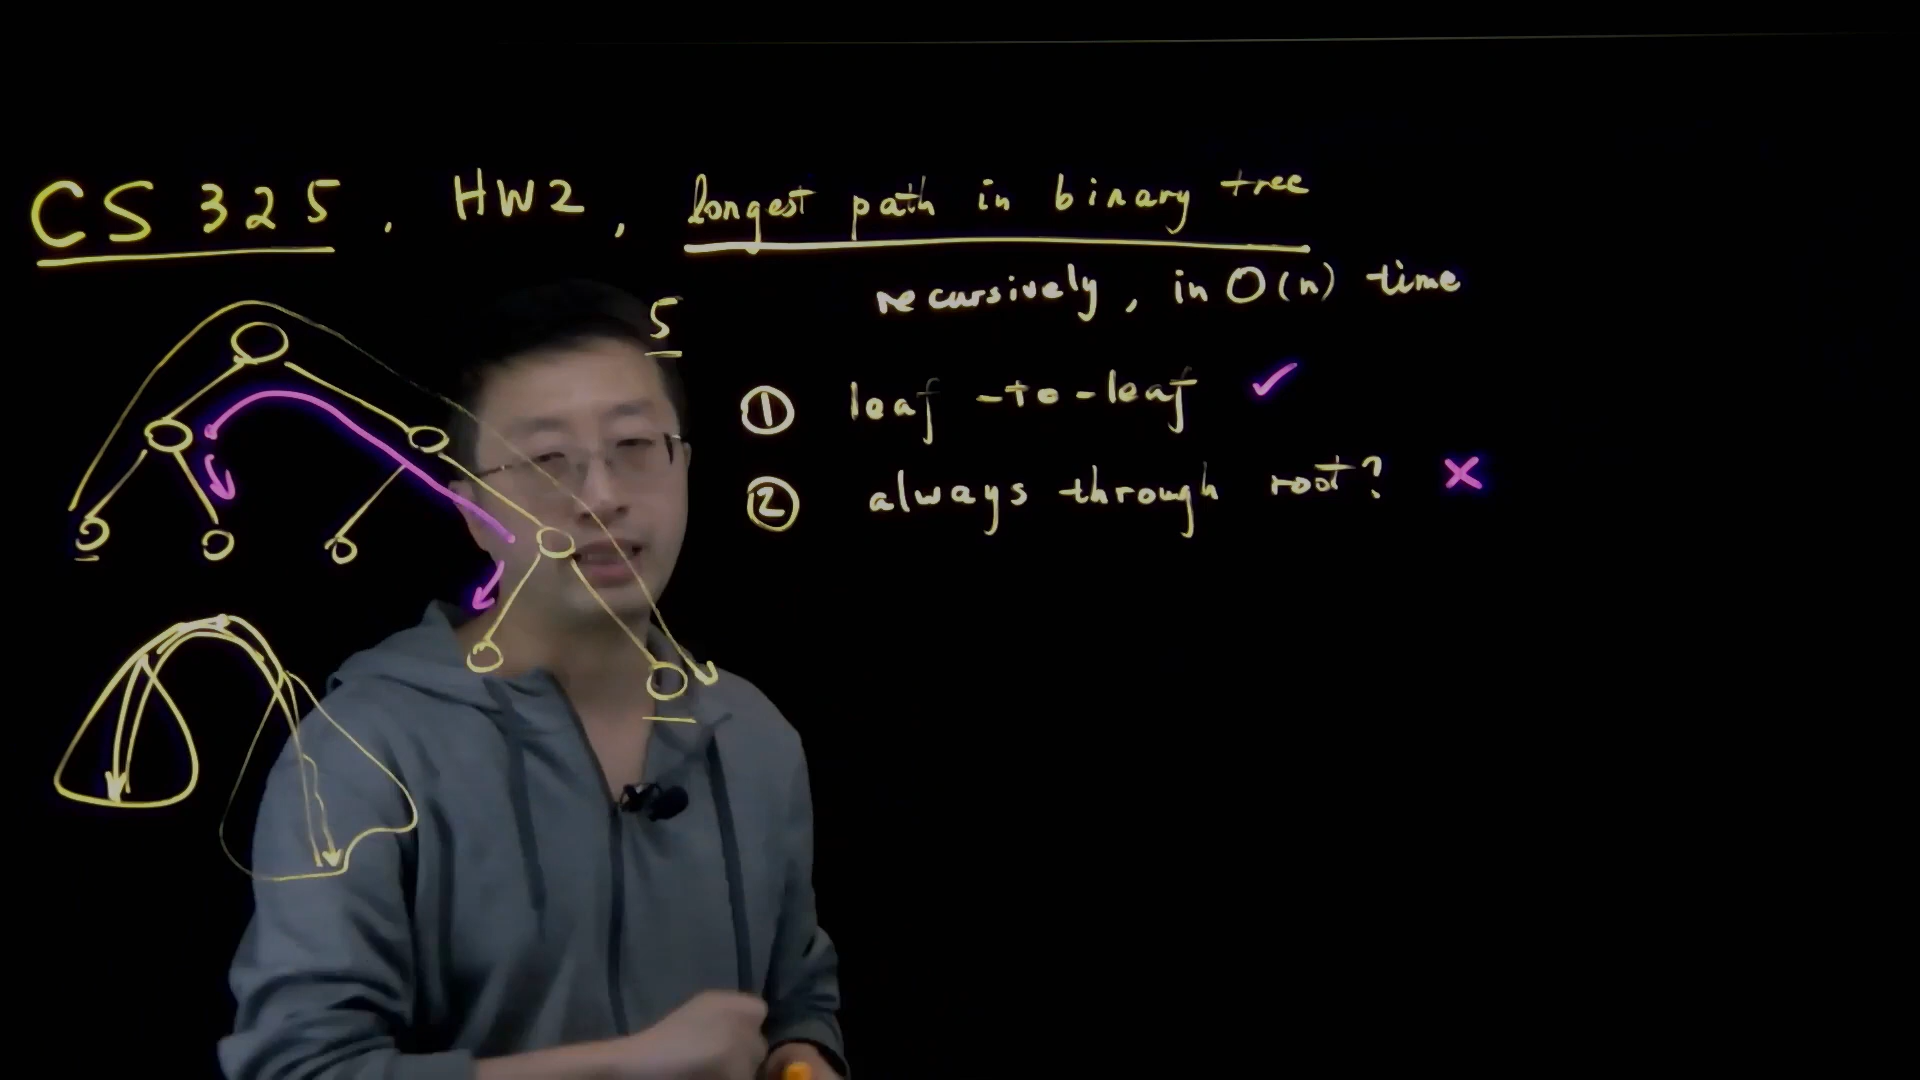 CS 325 , HW2 , longest path in binary tree
recursively , in O(n) time
5
① leaf -to-leaf ✓
② always through root? ✗